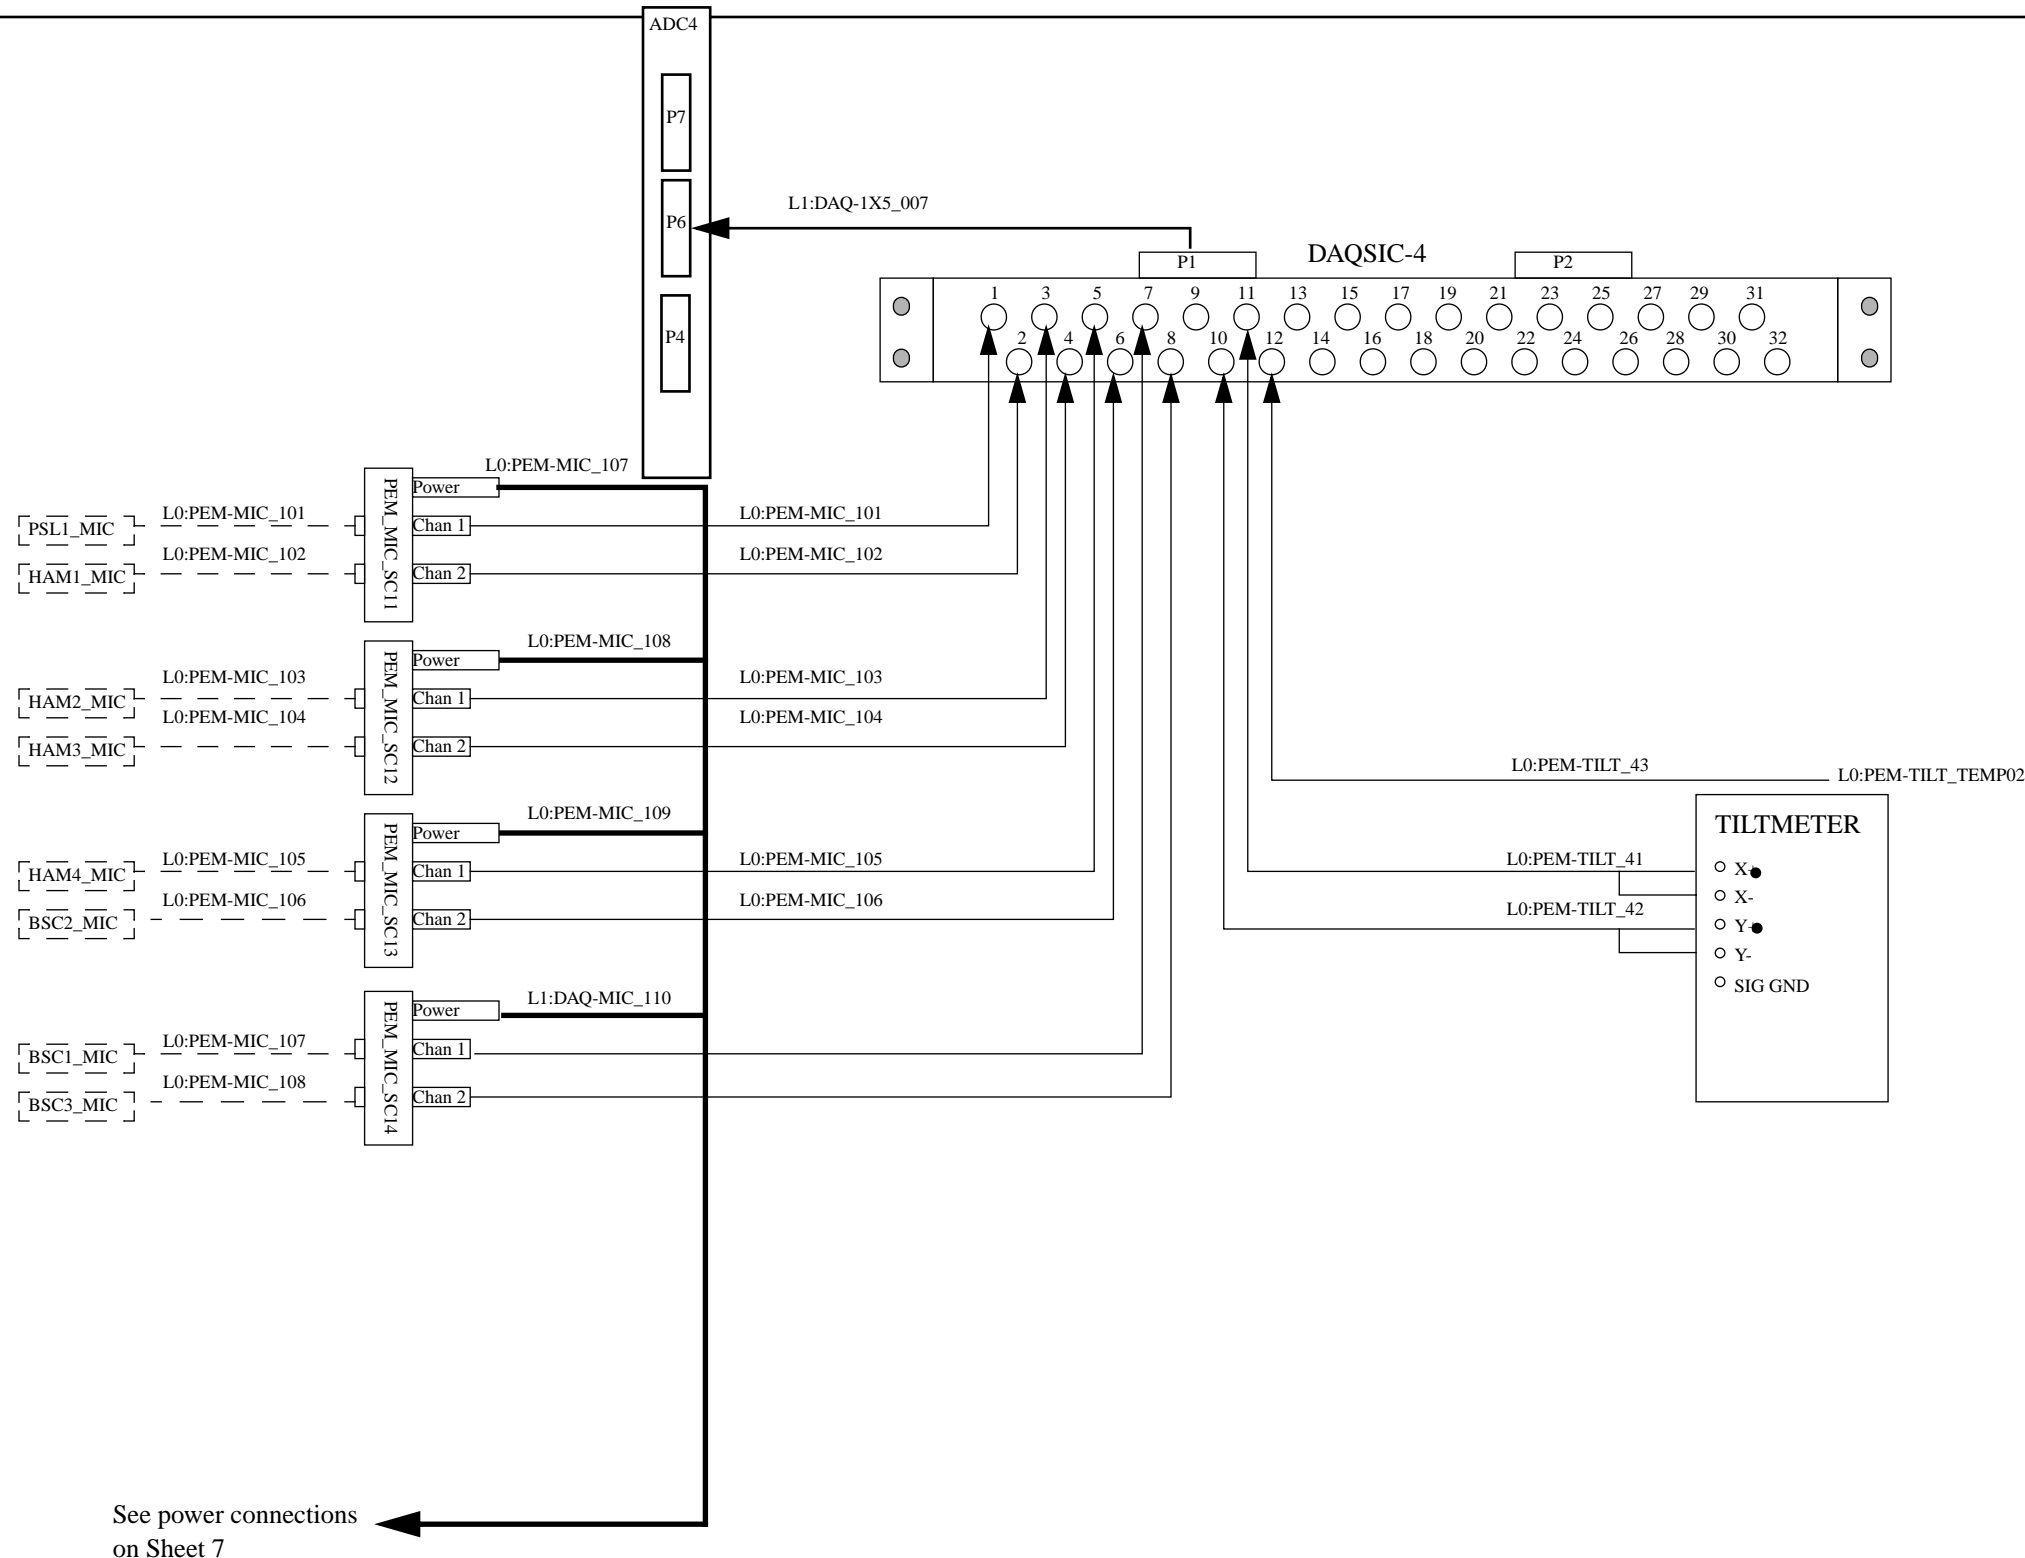 ADC4
P7
P6
P4
L1:DAQ-1X5_007
DAQSIC-4
P1
P2
1 3 5 7 9 11 13 15 17 19 21 23 25 27 29 31
2 4 6 8 10 12 14 16 18 20 22 24 26 28 30 32
L0:PEM-MIC_107
PEM_MIC_SC11
Power
PSL1_MIC
L0:PEM-MIC_101
Chan 1
L0:PEM-MIC_101
HAM1_MIC
L0:PEM-MIC_102
Chan 2
L0:PEM-MIC_102
L0:PEM-MIC_108
PEM_MIC_SC12
Power
HAM2_MIC
L0:PEM-MIC_103
Chan 1
L0:PEM-MIC_103
HAM3_MIC
L0:PEM-MIC_104
Chan 2
L0:PEM-MIC_104
L0:PEM-MIC_109
PEM_MIC_SC13
Power
HAM4_MIC
L0:PEM-MIC_105
Chan 1
L0:PEM-MIC_105
BSC2_MIC
L0:PEM-MIC_106
Chan 2
L0:PEM-MIC_106
L1:DAQ-MIC_110
PEM_MIC_SC14
Power
BSC1_MIC
L0:PEM-MIC_107
Chan 1
BSC3_MIC
L0:PEM-MIC_108
Chan 2
L0:PEM-TILT_43
L0:PEM-TILT_TEMP02
TILTMETER
L0:PEM-TILT_41
X+
X-
L0:PEM-TILT_42
Y+
Y-
SIG GND
See power connections
on Sheet 7